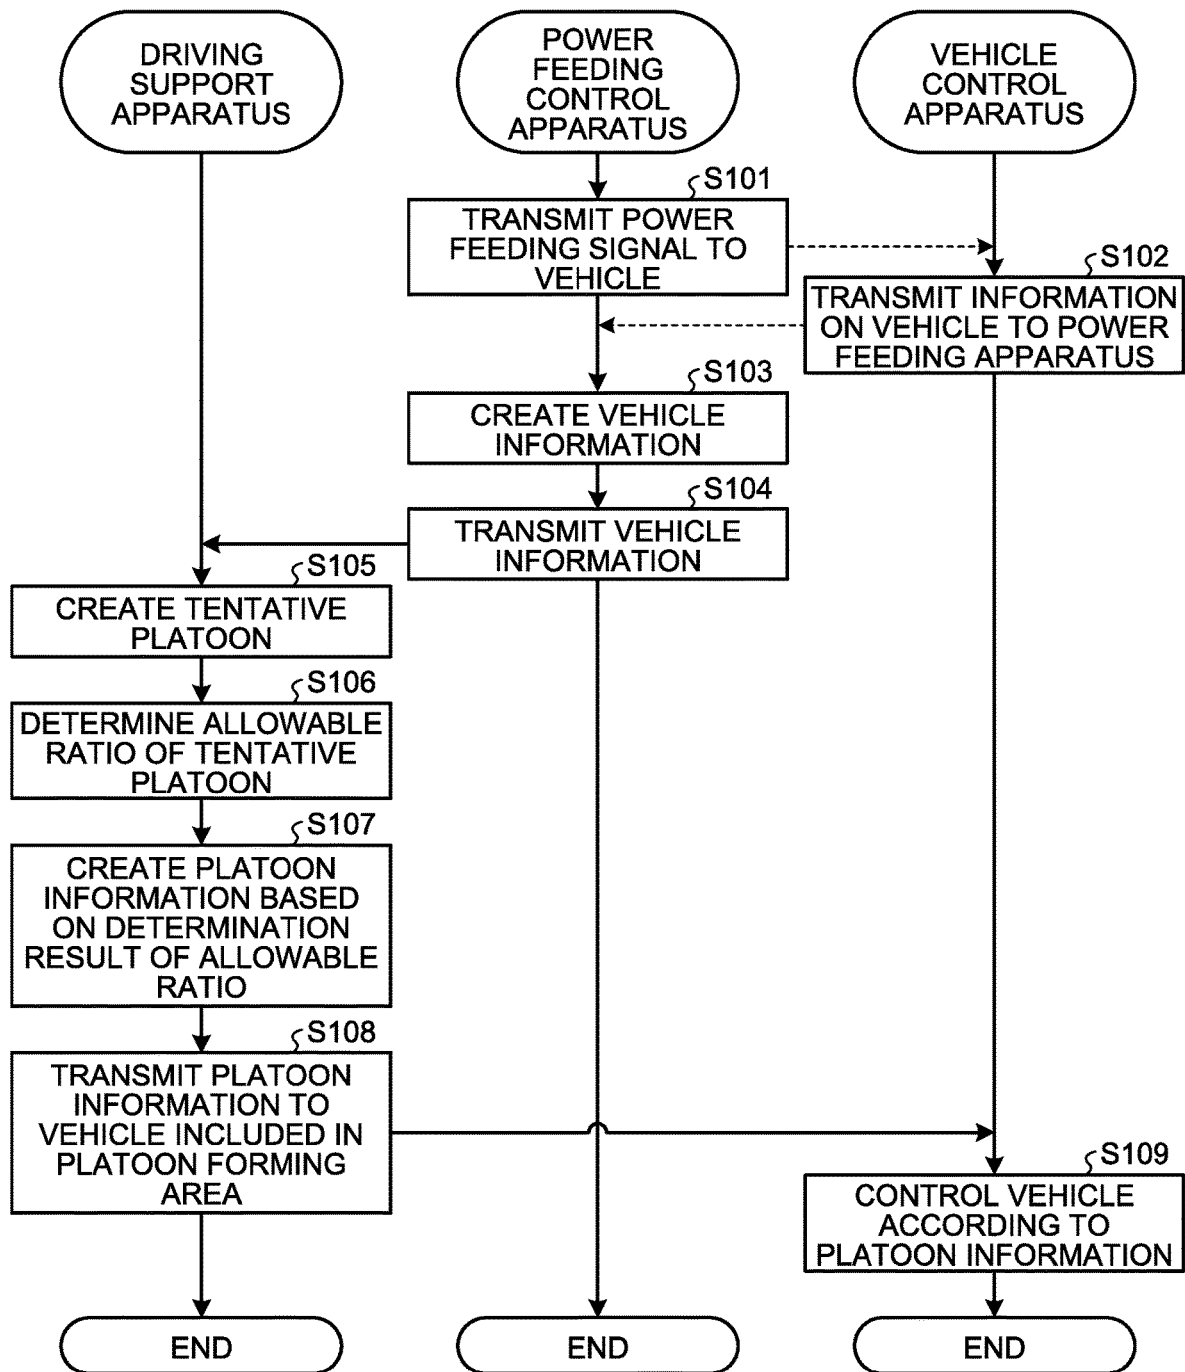 DRIVING
SUPPORT
APPARATUS
POWER
FEEDING
CONTROL
APPARATUS
VEHICLE
CONTROL
APPARATUS
S101
TRANSMIT POWER
FEEDING SIGNAL TO
VEHICLE
S102
TRANSMIT INFORMATION
ON VEHICLE TO POWER
FEEDING APPARATUS
S103
CREATE VEHICLE
INFORMATION
S104
TRANSMIT VEHICLE
INFORMATION
S105
CREATE TENTATIVE
PLATOON
S106
DETERMINE ALLOWABLE
RATIO OF TENTATIVE
PLATOON
S107
CREATE PLATOON
INFORMATION BASED
ON DETERMINATION
RESULT OF ALLOWABLE
RATIO
S108
TRANSMIT PLATOON
INFORMATION TO
VEHICLE INCLUDED IN
PLATOON FORMING
AREA
S109
CONTROL VEHICLE
ACCORDING TO
PLATOON INFORMATION
END
END
END